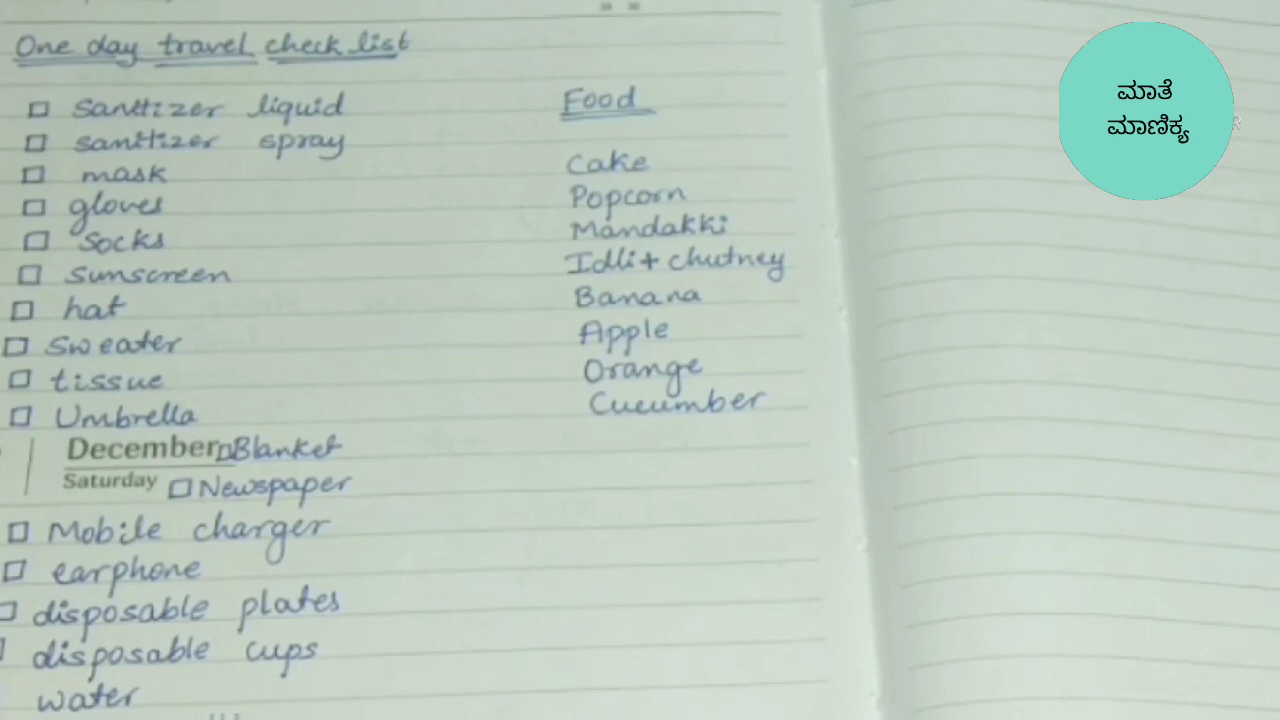 One day travel check list
☐ Sanitizer liquid
☐ sanitizer spray
☐ mask
☐ gloves
☐ Socks
☐ Sunscreen
☐ hat
☐ Sweater
☐ tissue
☐ Umbrella
December ☐ Blanket
Saturday ☐ Newspaper
☐ Mobile charger
☐ earphone
☐ disposable plates
☐ disposable cups
water
Food
Cake
Popcorn
Mandakki
Idli + chutney
Banana
Apple
Orange
Cucumber
ಮಾತೆ
ಮಾಣಿಕ್ಯ
R